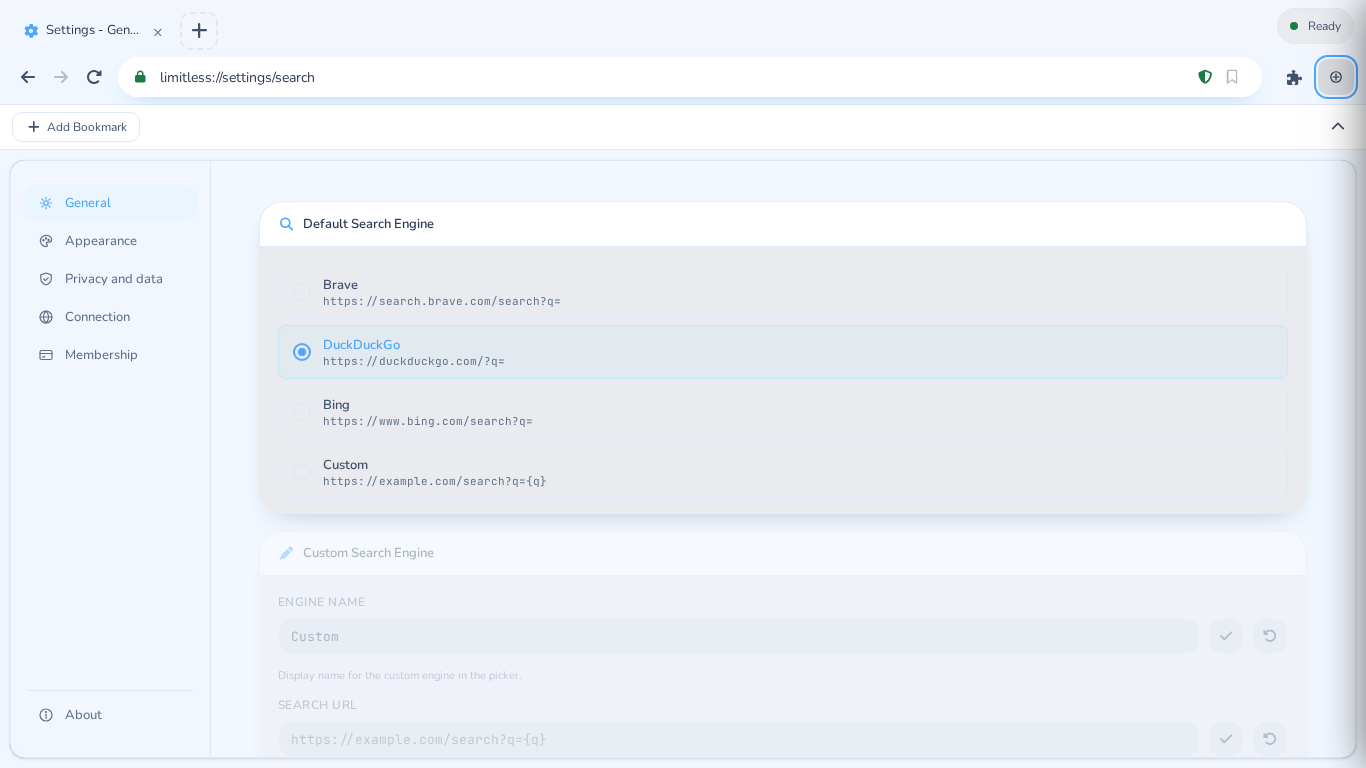 Settings - Gen...
Ready
limitless://settings/search
Add Bookmark
General
Appearance
Privacy and data
Connection
Membership
About
Default Search Engine
Brave
https://search.brave.com/search?q=
DuckDuckGo
https://duckduckgo.com/?q=
Bing
https://www.bing.com/search?q=
Custom
https://example.com/search?q={q}
Custom Search Engine
ENGINE NAME
Custom
Display name for the custom engine in the picker.
SEARCH URL
https://example.com/search?q={q}